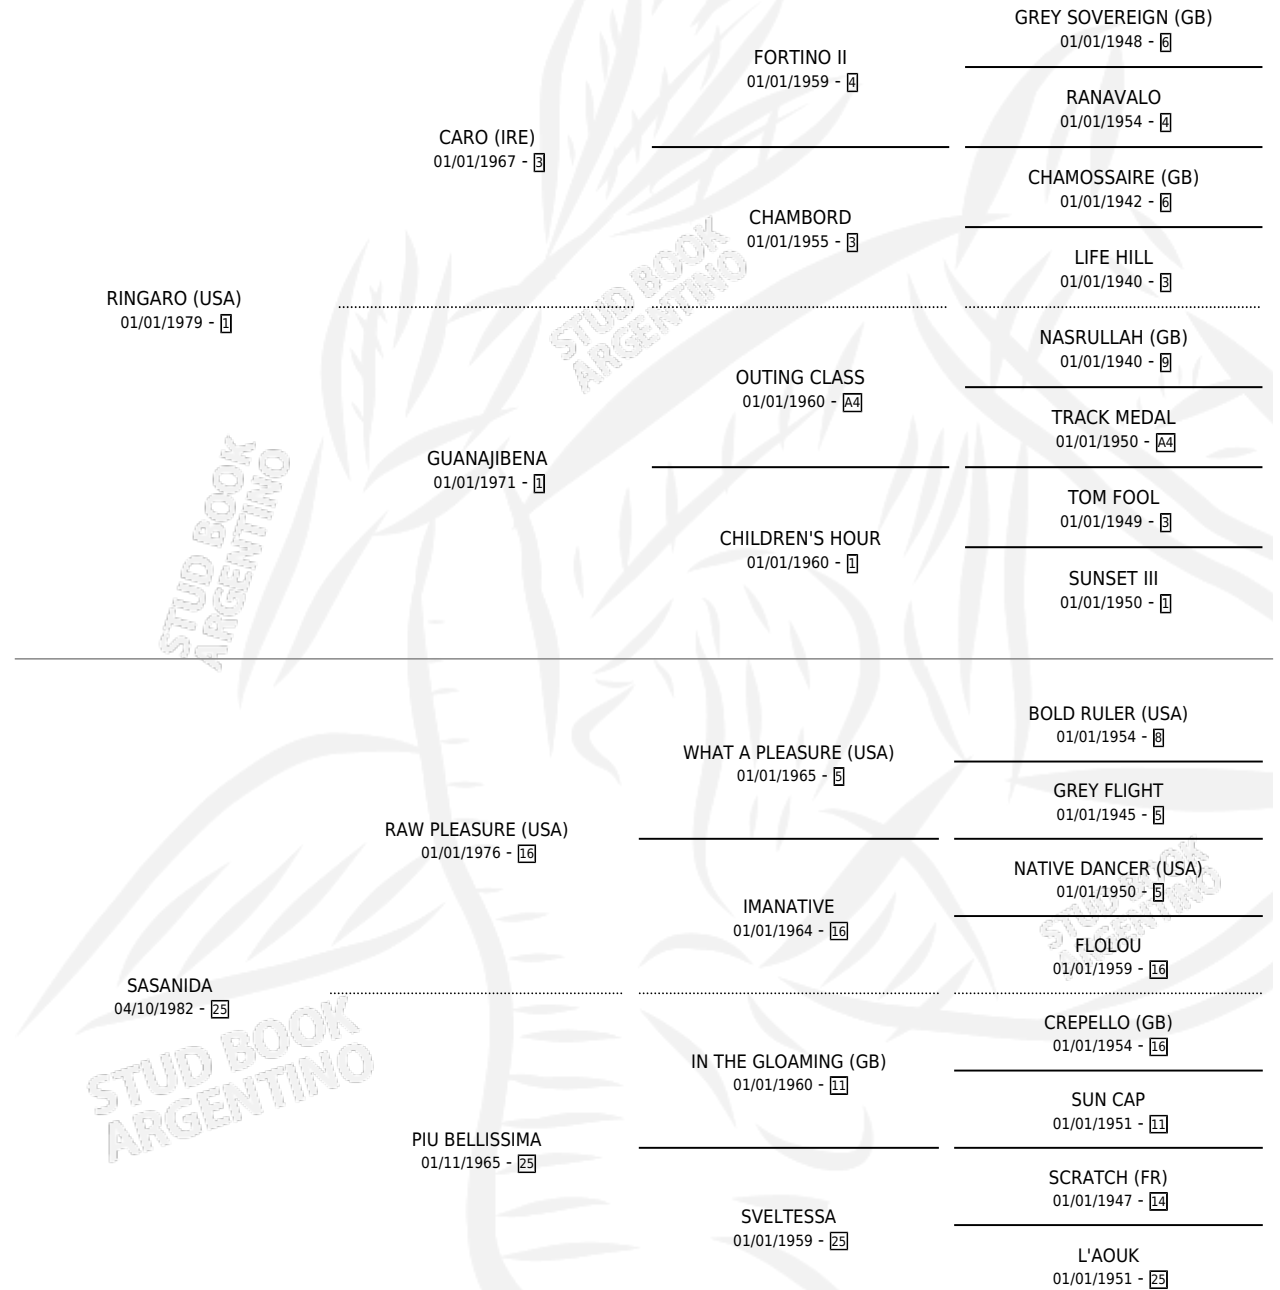 GREY SOVEREIGN (GB)
01/01/1948 - 6
FORTINO II
01/01/1959 - 4
RANAVALO
01/01/1954 - 4
CARO (IRE)
01/01/1967 - 3
CHAMOSSAIRE (GB)
01/01/1942 - 6
CHAMBORD
01/01/1955 - 3
LIFE HILL
01/01/1940 - 3
RINGARO (USA)
01/01/1979 - 1
STUD BOOK
ARGENTINO
NASRULLAH (GB)
01/01/1940 - 9
OUTING CLASS
01/01/1960 - A4
TRACK MEDAL
01/01/1950 - A4
GUANAJIBENA
01/01/1971 - 1
TOM FOOL
01/01/1949 - 3
CHILDREN'S HOUR
01/01/1960 - 1
SUNSET III
01/01/1950 - 1
STUD BOOK
ARGENTINO
BOLD RULER (USA)
01/01/1954 - 8
WHAT A PLEASURE (USA)
01/01/1965 - 5
GREY FLIGHT
01/01/1945 - 5
RAW PLEASURE (USA)
01/01/1976 - 16
NATIVE DANCER (USA)
01/01/1950 - 5
IMANATIVE
01/01/1964 - 16
FLOLOU
01/01/1959 - 16
STUD BOOK
ARGENTINO
SASANIDA
04/10/1982 - 25
CREPELLO (GB)
01/01/1954 - 16
IN THE GLOAMING (GB)
01/01/1960 - 11
SUN CAP
01/01/1951 - 11
STUD BOOK
ARGENTINO
PIU BELLISSIMA
01/11/1965 - 25
SCRATCH (FR)
01/01/1947 - 14
SVELTESSA
01/01/1959 - 25
L'AOUK
01/01/1951 - 25